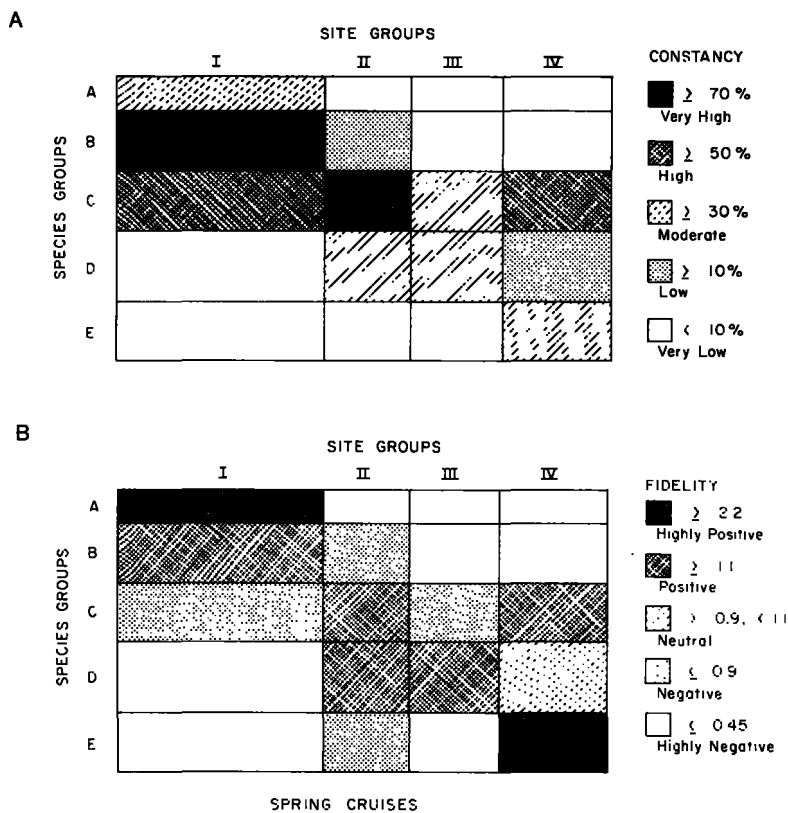 A
SITE GROUPS
I II III IV
SPECIES GROUPS
A
B
C
D
E
CONSTANCY
≥ 70 %
Very High
≥ 50 %
High
≥ 30 %
Moderate
≥ 10%
Low
< 10%
Very Low
B
SITE GROUPS
I II III IV
SPECIES GROUPS
A
B
C
D
E
FIDELITY
≥ 2.2
Highly Positive
≥ 1.1
Positive
> 0.9, < 1.1
Neutral
≤ 0.9
Negative
≤ 0.45
Highly Negative
SPRING CRUISES